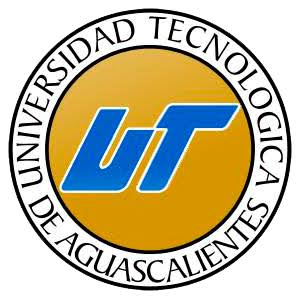 UNIVERSIDAD TECNOLOGICA
DE AGUASCALIENTES
UT